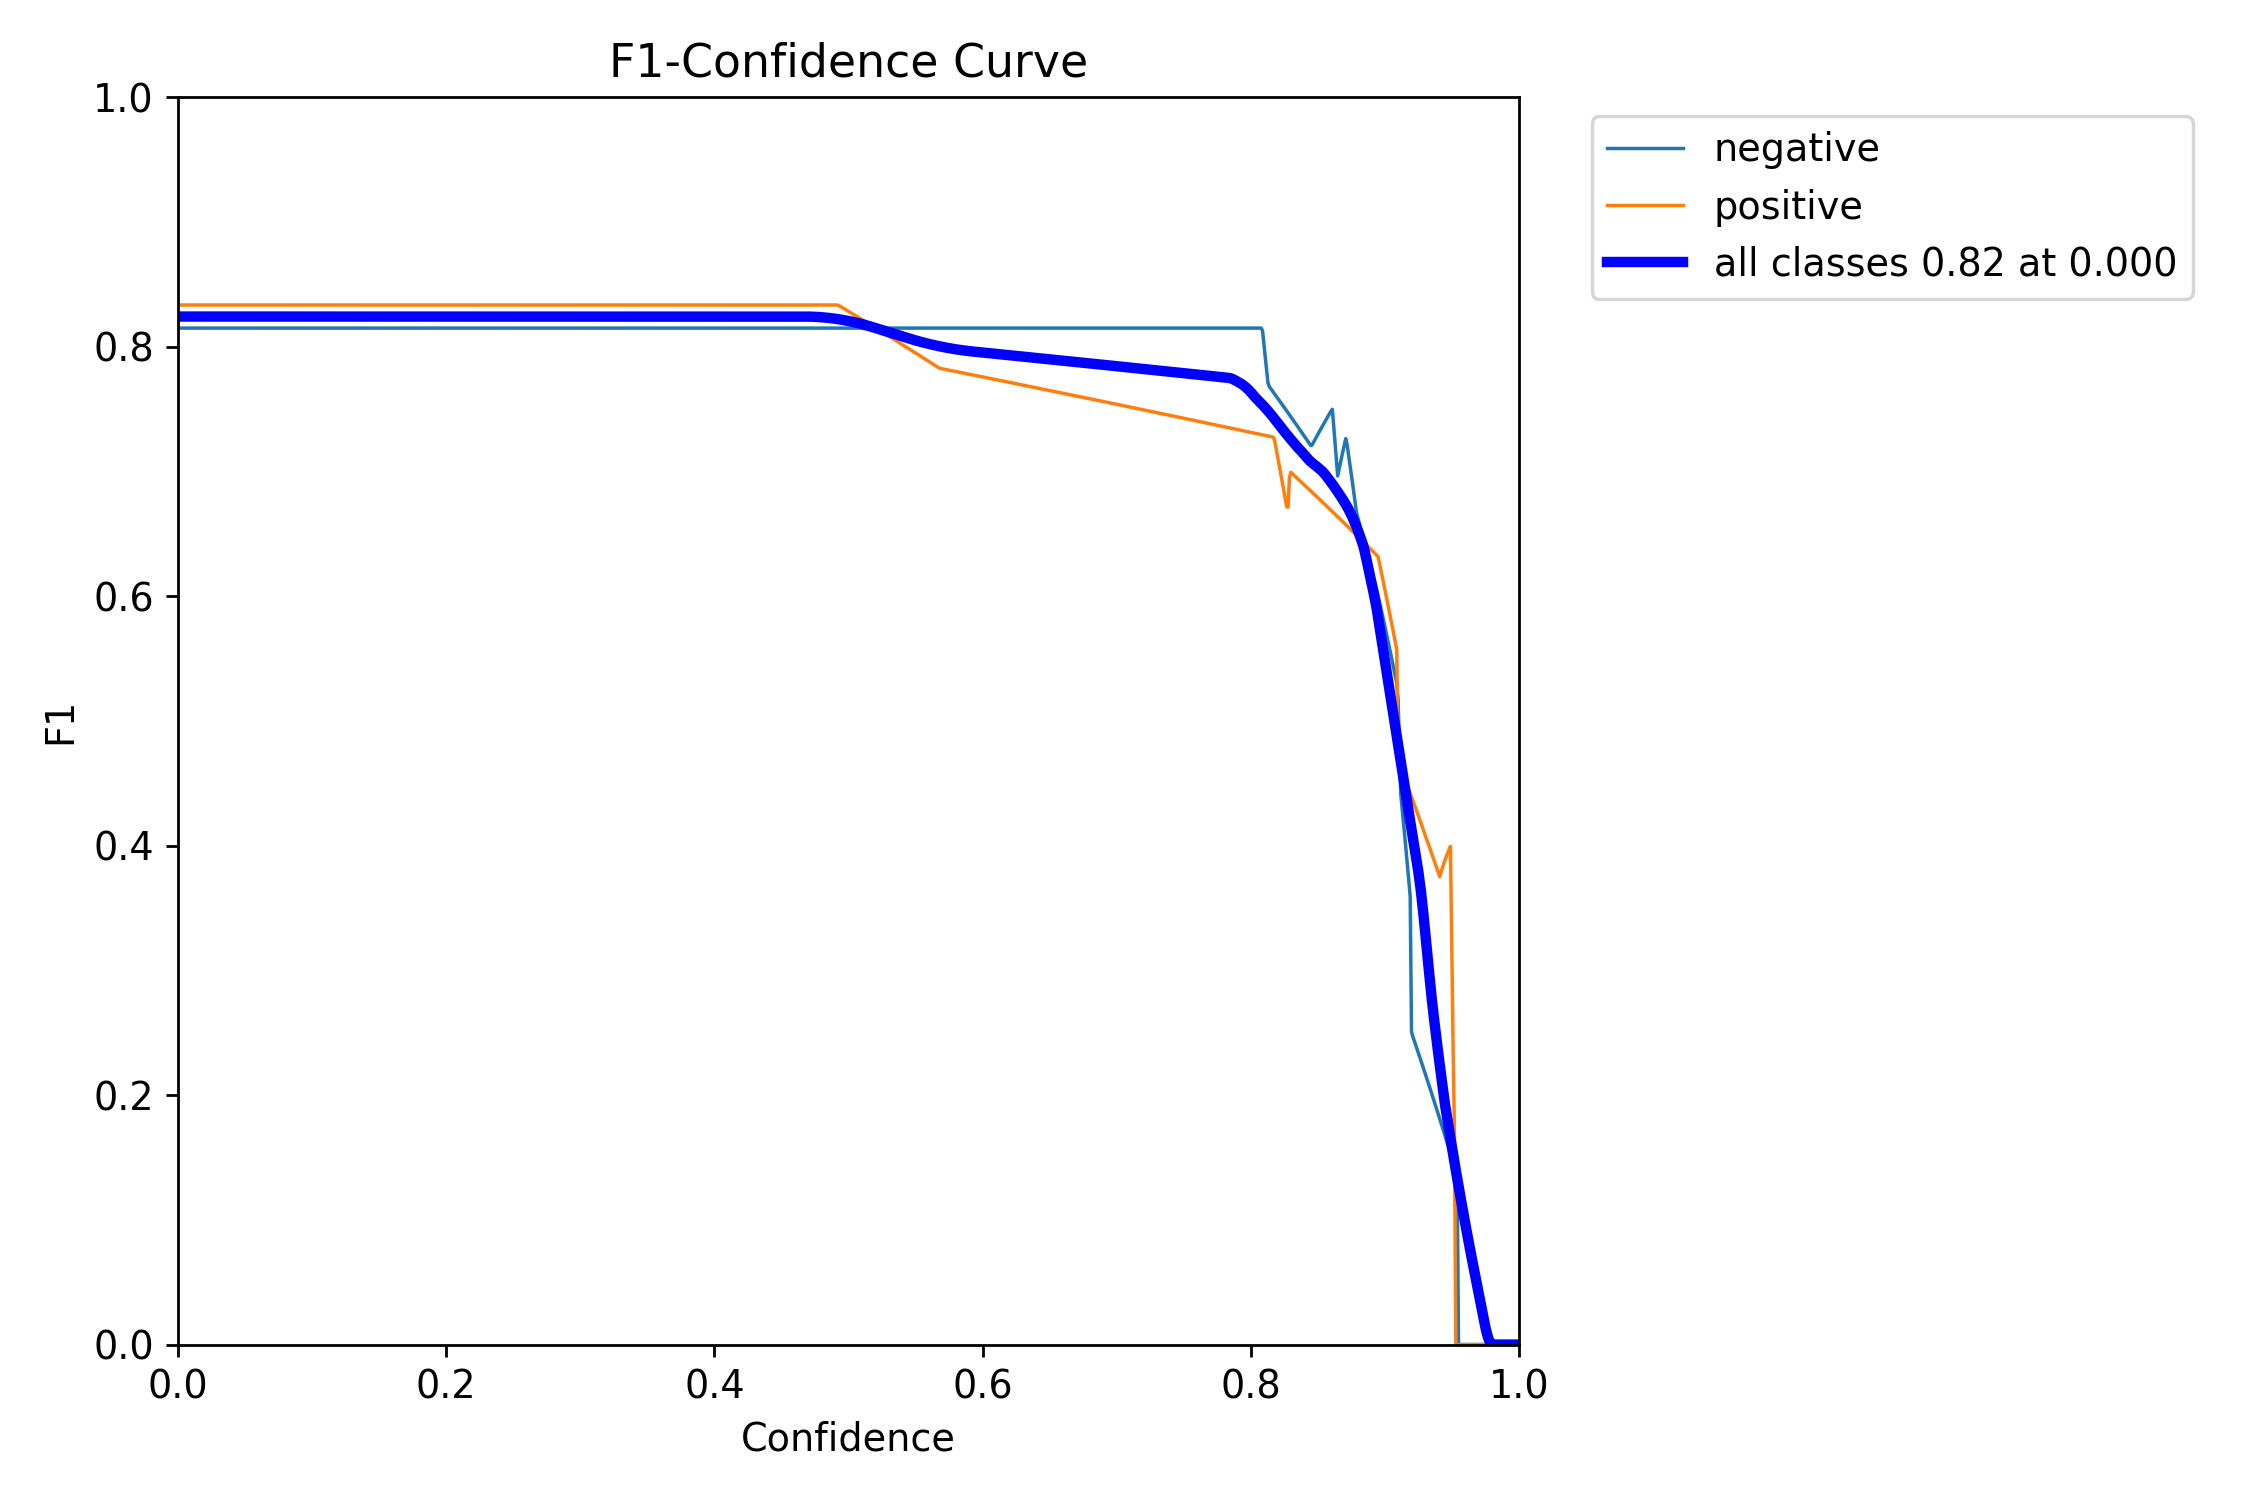 F1-Confidence Curve
1.0
0.8
0.6
0.4
0.2
0.0
F1
0.0 0.2 0.4 0.6 0.8 1.0
Confidence
negative
positive
all classes 0.82 at 0.000